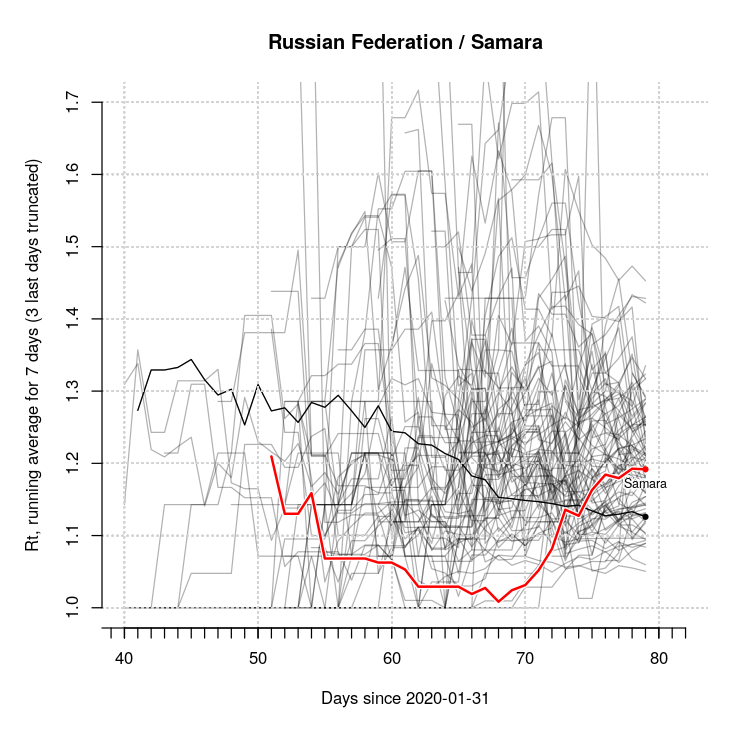 Russian Federation / Samara
Rt, running average for 7 days (3 last days truncated)
1.7
1.6
1.5
1.4
1.3
1.2
1.1
1.0
Samara
40 50 60 70 80
Days since 2020-01-31